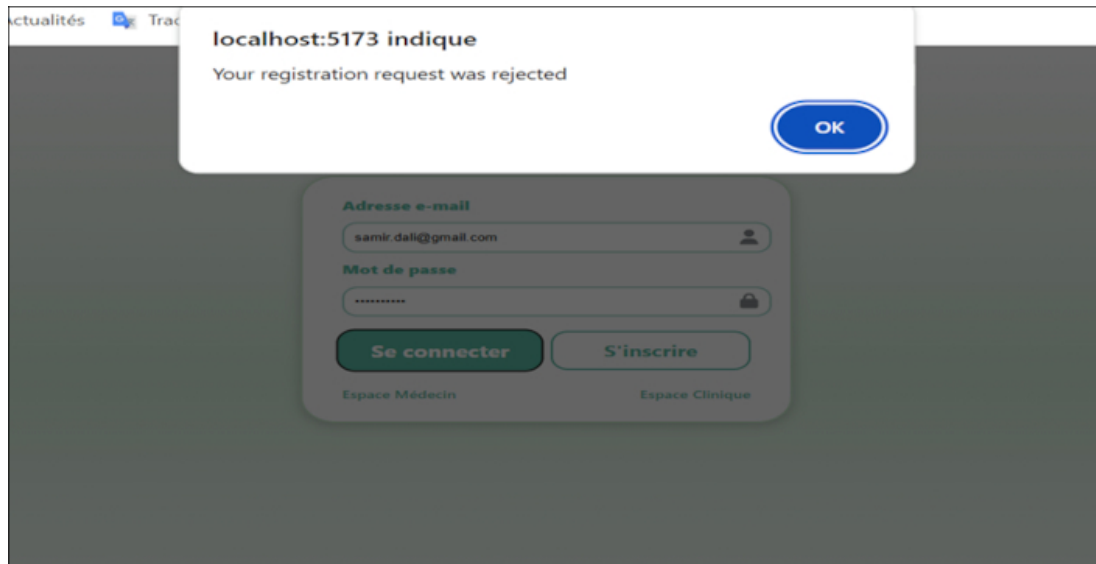 Actualités
localhost:5173 indique
Your registration request was rejected
OK
Adresse e-mail
samir.dali@gmail.com
Mot de passe
••••••••••
Se connecter S'inscrire
Espace Médecin Espace Clinique